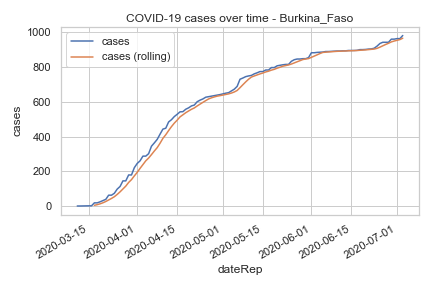 COVID-19 cases over time - Burkina_Faso
cases
cases (rolling)
1000
800
600
400
200
0
cases
2020-03-15
2020-04-01
2020-04-15
2020-05-01
2020-05-15
2020-06-01
2020-06-15
2020-07-01
dateRep